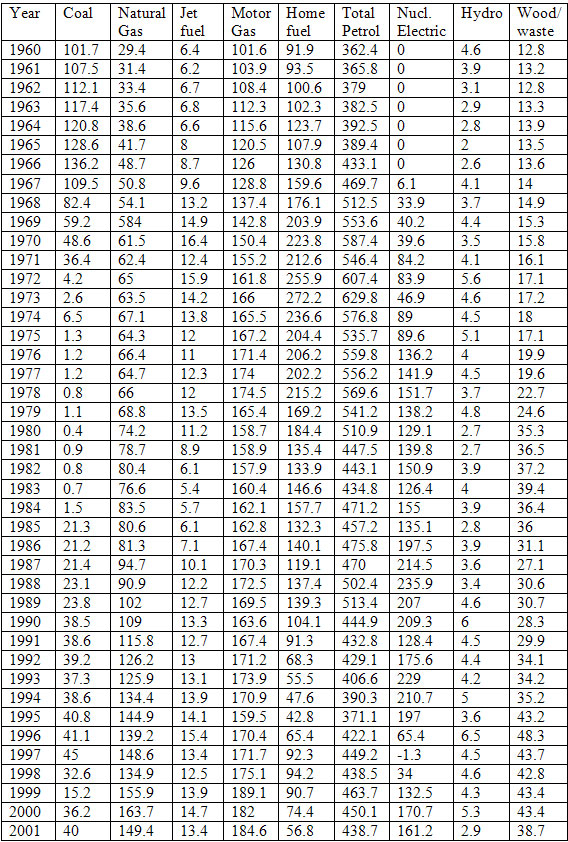 Year Coal Natural Gas Jet fuel Motor Gas Home fuel Total Petrol Nucl. Electric Hydro Wood/ waste
1960 101.7 29.4 6.4 101.6 91.9 362.4 0 4.6 12.8
1961 107.5 31.4 6.2 103.9 93.5 365.8 0 3.9 13.2
1962 112.1 33.4 6.7 108.4 100.6 379 0 3.1 12.8
1963 117.4 35.6 6.8 112.3 102.3 382.5 0 2.9 13.3
1964 120.8 38.6 6.6 115.6 123.7 392.5 0 2.8 13.9
1965 128.6 41.7 8 120.5 107.9 389.4 0 2 13.5
1966 136.2 48.7 8.7 126 130.8 433.1 0 2.6 13.6
1967 109.5 50.8 9.6 128.8 159.6 469.7 6.1 4.1 14
1968 82.4 54.1 13.2 137.4 176.1 512.5 33.9 3.7 14.9
1969 59.2 584 14.9 142.8 203.9 553.6 40.2 4.4 15.3
1970 48.6 61.5 16.4 150.4 223.8 587.4 39.6 3.5 15.8
1971 36.4 62.4 12.4 155.2 212.6 546.4 84.2 4.1 16.1
1972 4.2 65 15.9 161.8 255.9 607.4 83.9 5.6 17.1
1973 2.6 63.5 14.2 166 272.2 629.8 46.9 4.6 17.2
1974 6.5 67.1 13.8 165.5 236.6 576.8 89 4.5 18
1975 1.3 64.3 12 167.2 204.4 535.7 89.6 5.1 17.1
1976 1.2 66.4 11 171.4 206.2 559.8 136.2 4 19.9
1977 1.2 64.7 12.3 174 202.2 556.2 141.9 4.5 19.6
1978 0.8 66 12 174.5 215.2 569.6 151.7 3.7 22.7
1979 1.1 68.8 13.5 165.4 169.2 541.2 138.2 4.8 24.6
1980 0.4 74.2 11.2 158.7 184.4 510.9 129.1 2.7 35.3
1981 0.9 78.7 8.9 158.9 135.4 447.5 139.8 2.7 36.5
1982 0.8 80.4 6.1 157.9 133.9 443.1 150.9 3.9 37.2
1983 0.7 76.6 5.4 160.4 146.6 434.8 126.4 4 39.4
1984 1.5 83.5 5.7 162.1 157.7 471.2 155 3.9 36.4
1985 21.3 80.6 6.1 162.8 132.3 457.2 135.1 2.8 36
1986 21.2 81.3 7.1 167.4 140.1 475.8 197.5 3.9 31.1
1987 21.4 94.7 10.1 170.3 119.1 470 214.5 3.6 27.1
1988 23.1 90.9 12.2 172.5 137.4 502.4 235.9 3.4 30.6
1989 23.8 102 12.7 169.5 139.3 513.4 207 4.6 30.7
1990 38.5 109 13.3 163.6 104.1 444.9 209.3 6 28.3
1991 38.6 115.8 12.7 167.4 91.3 432.8 128.4 4.5 29.9
1992 39.2 126.2 13 171.2 68.3 429.1 175.6 4.4 34.1
1993 37.3 125.9 13.1 173.9 55.5 406.6 229 4.2 34.2
1994 38.6 134.4 13.9 170.9 47.6 390.3 210.7 5 35.2
1995 40.8 144.9 14.1 159.5 42.8 371.1 197 3.6 43.2
1996 41.1 139.2 15.4 170.4 65.4 422.1 65.4 6.5 48.3
1997 45 148.6 13.4 171.7 92.3 449.2 -1.3 4.5 43.7
1998 32.6 134.9 12.5 175.1 94.2 438.5 34 4.6 42.8
1999 15.2 155.9 13.9 189.1 90.7 463.7 132.5 4.3 43.4
2000 36.2 163.7 14.7 182 74.4 450.1 170.7 5.3 43.4
2001 40 149.4 13.4 184.6 56.8 438.7 161.2 2.9 38.7